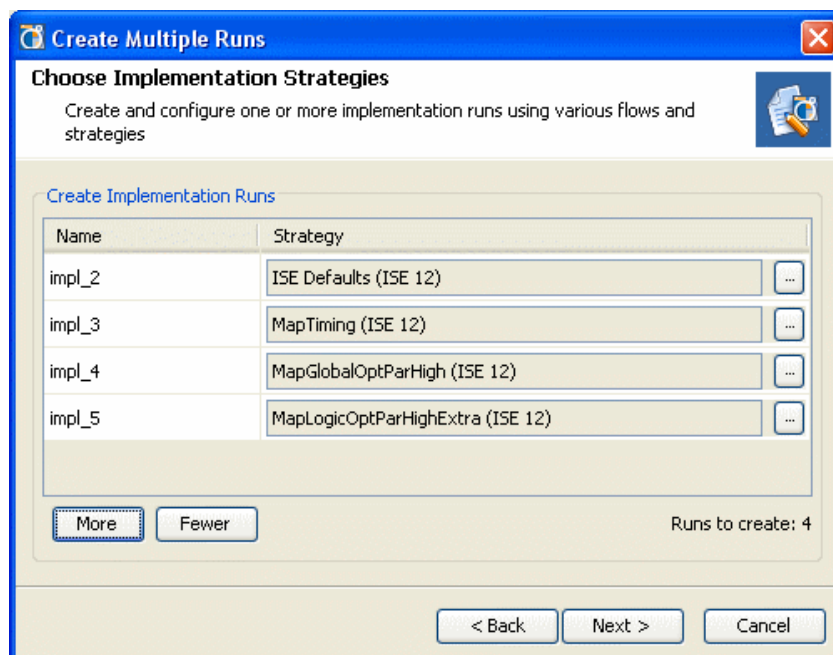 Create Multiple Runs
Choose Implementation Strategies
Create and configure one or more implementation runs using various flows and
strategies
Create Implementation Runs
Name Strategy
impl_2 ISE Defaults (ISE 12) ...
impl_3 MapTiming (ISE 12) ...
impl_4 MapGlobalOptParHigh (ISE 12) ...
impl_5 MapLogicOptParHighExtra (ISE 12) ...
More Fewer Runs to create: 4
< Back Next > Cancel